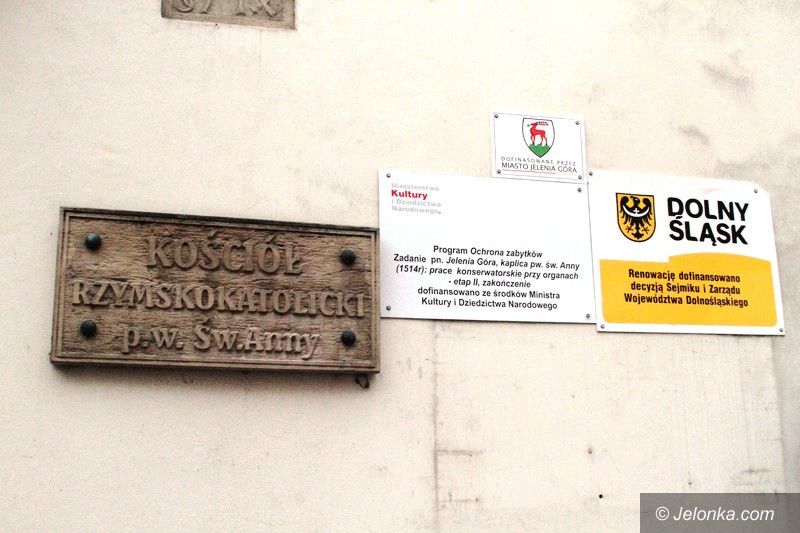 KOŚCIÓŁ
RZYMSKOKATOLICKI
p.w. Św.Anny
Ministerstwo
Kultury
i Dziedzictwa
Narodowego.
Program Ochrona zabytków
Zadanie pn. Jelenia Góra, kaplica pw. św. Anny
(1514r): prace konserwatorskie przy organach
- etap II, zakończenie
dofinansowano ze środków Ministra
Kultury i Dziedzictwa Narodowego
DOFINASOWANE PRZEZ
MIASTO JELENIA GÓRA
DOLNY
ŚLĄSK
Renowację dofinansowano
decyzją Sejmiku i Zarządu
Województwa Dolnośląskiego
© Jelonka.com